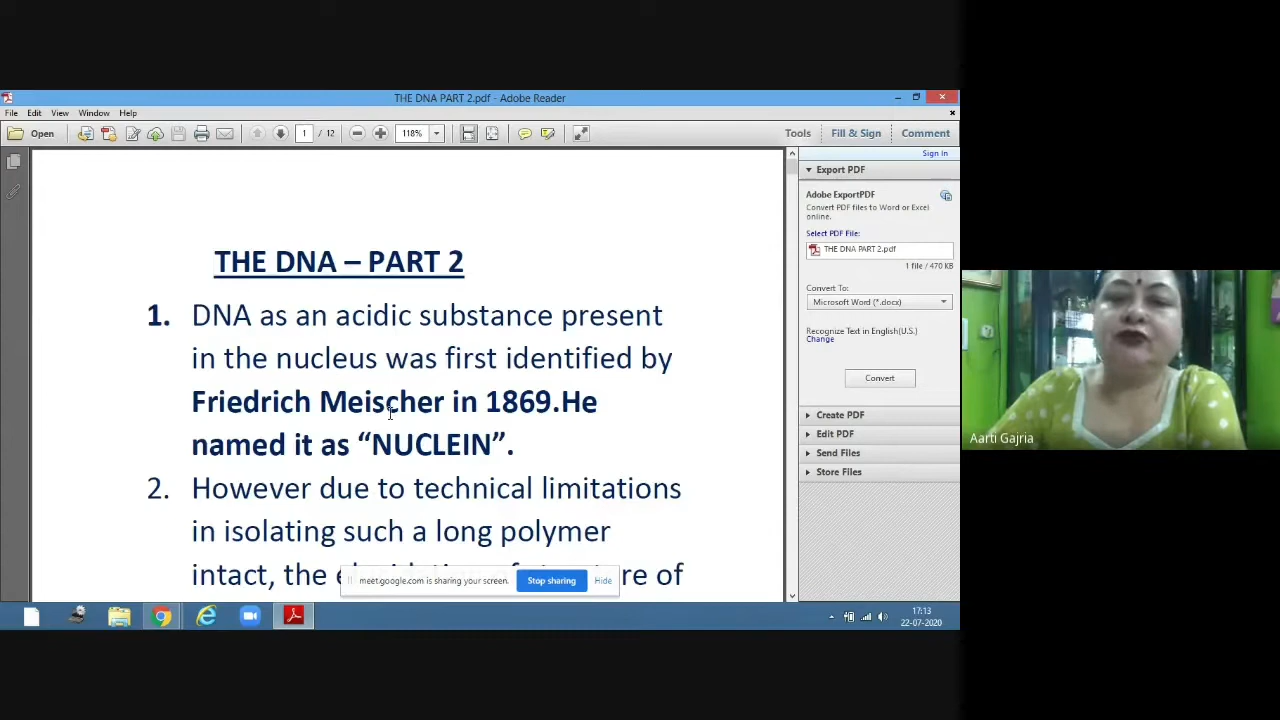 THE DNA PART 2.pdf - Adobe Reader
File Edit View Window Help
Open 1 / 12 118% Tools Fill & Sign Comment
Sign In
Export PDF
Adobe ExportPDF
Convert PDF files to Word or Excel
online.
Select PDF File:
THE DNA PART 2.pdf
1 file / 470 KB
Convert To:
Microsoft Word (*.docx)
Recognize Text in English(U.S.)
Change
Convert
Create PDF
Edit PDF
Send Files
Store Files
THE DNA – PART 2
1. DNA as an acidic substance present
in the nucleus was first identified by
Friedrich Meischer in 1869.He
named it as “NUCLEIN”.
2. However due to technical limitations
in isolating such a long polymer
intact, the re of
meet.google.com is sharing your screen. Stop sharing Hide
17:13
22-07-2020
Aarti Gajria